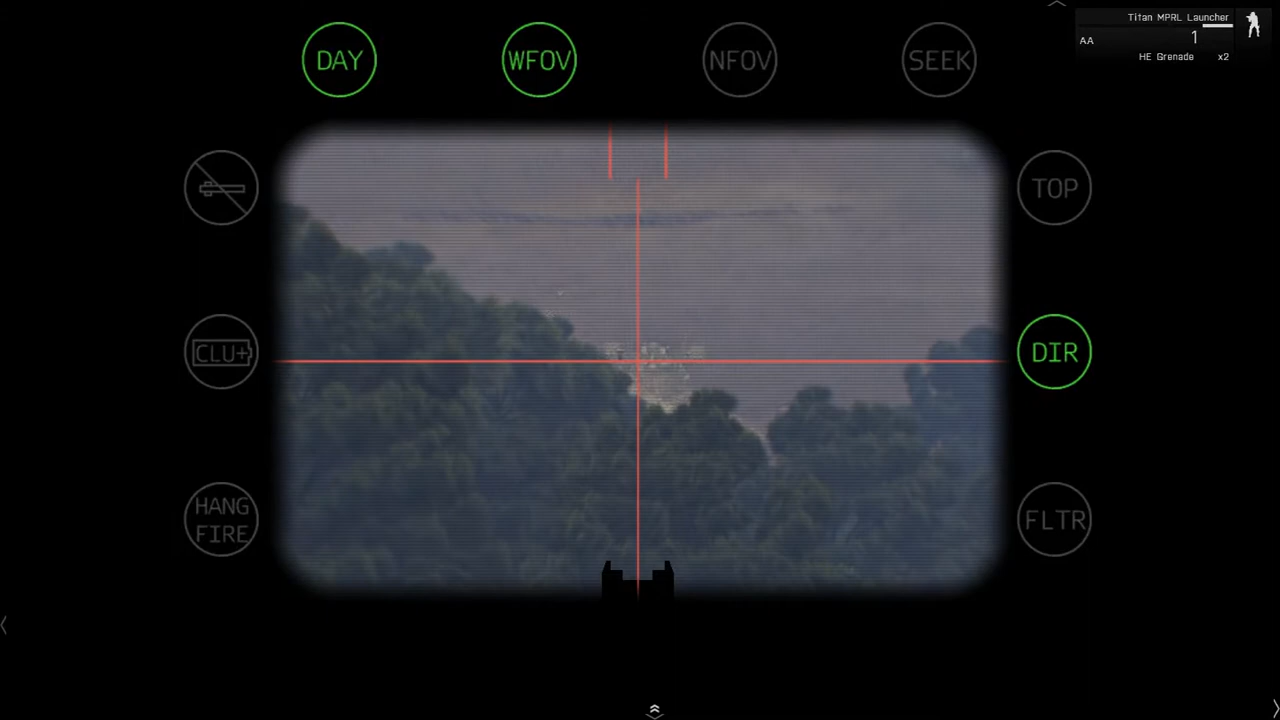 Titan MPRL Launcher
AA
1
HE Grenade x2
DAY
WFOV
NFOV
SEEK
TOP
CLU+
DIR
HANG
FIRE
FLTR